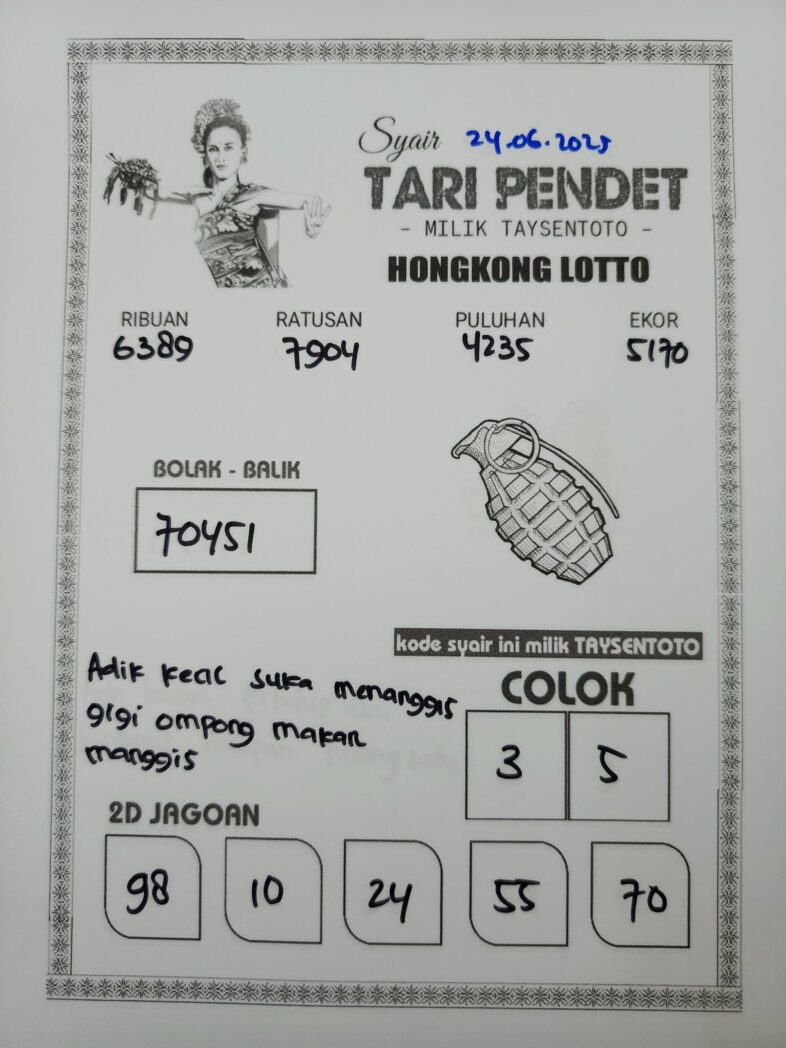 Syair 24.06.2025
TARI PENDET
- MILIK TAYSENTOTO -
HONGKONG LOTTO
RIBUAN RATUSAN PULUHAN EKOR
6389 7904 4235 5170
BOLAK - BALIK
70451
kode syair ini milik TAYSENTOTO
Adik kecil suka menanggis
gigi ompong makan
manggis
COLOK
3 5
2D JAGOAN
98 10 24 55 70